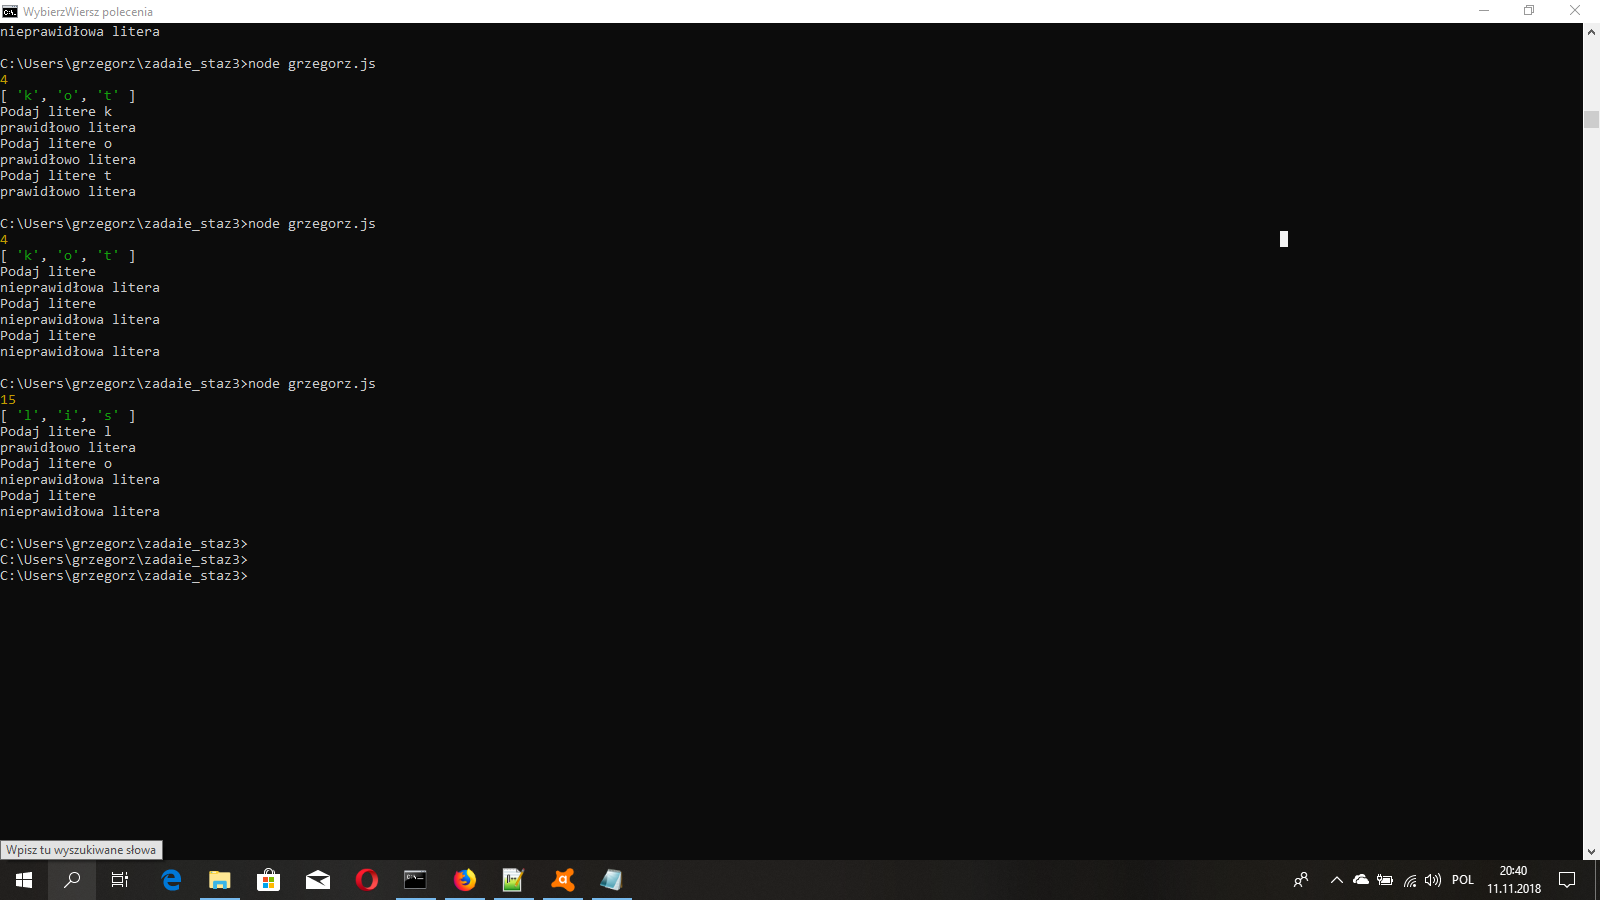 WybierzWiersz polecenia
nieprawidłowa litera
C:\Users\grzegorz\zadaie_staz3>node grzegorz.js
4
[ 'k', 'o', 't' ]
Podaj litere k
prawidłowo litera
Podaj litere o
prawidłowo litera
Podaj litere t
prawidłowo litera
C:\Users\grzegorz\zadaie_staz3>node grzegorz.js
4
[ 'k', 'o', 't' ]
Podaj litere
nieprawidłowa litera
Podaj litere
nieprawidłowa litera
Podaj litere
nieprawidłowa litera
C:\Users\grzegorz\zadaie_staz3>node grzegorz.js
15
[ 'l', 'i', 's' ]
Podaj litere l
prawidłowo litera
Podaj litere o
nieprawidłowa litera
Podaj litere
nieprawidłowa litera
C:\Users\grzegorz\zadaie_staz3>
C:\Users\grzegorz\zadaie_staz3>
C:\Users\grzegorz\zadaie_staz3>
Wpisz tu wyszukiwane słowa
POL
20:40
11.11.2018